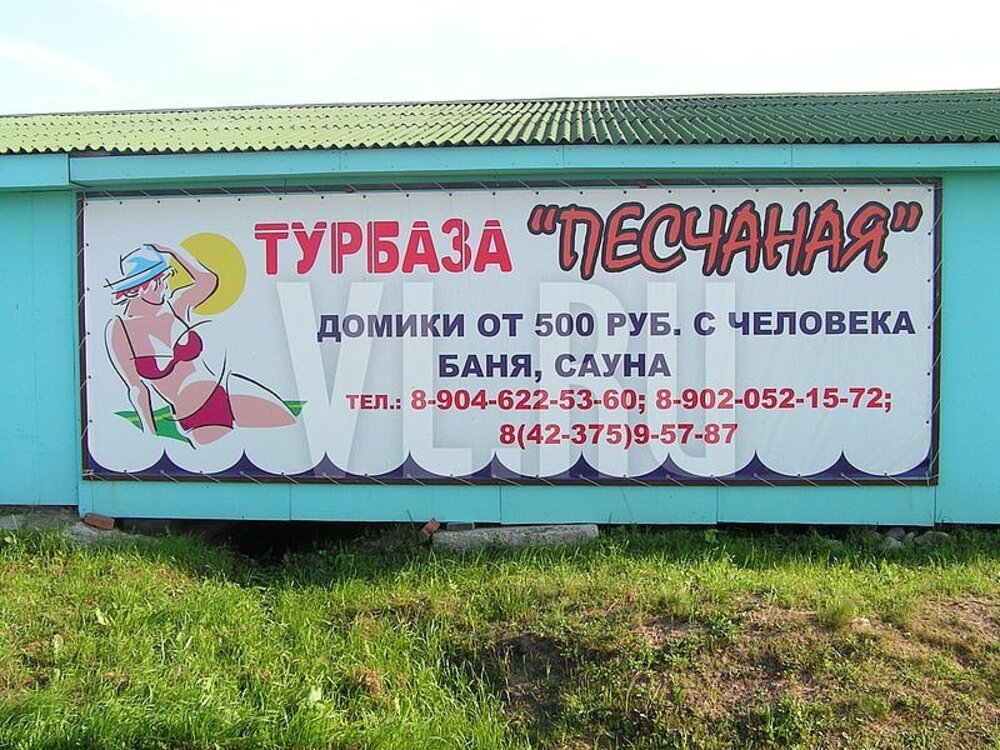 ТУРБАЗА "ПЕСЧАНАЯ"
ДОМИКИ ОТ 500 РУБ. С ЧЕЛОВЕКА
БАНЯ, САУНА
ТЕЛ.: 8-904-622-53-60; 8-902-052-15-72;
8(42-375)9-57-87
VL.RU